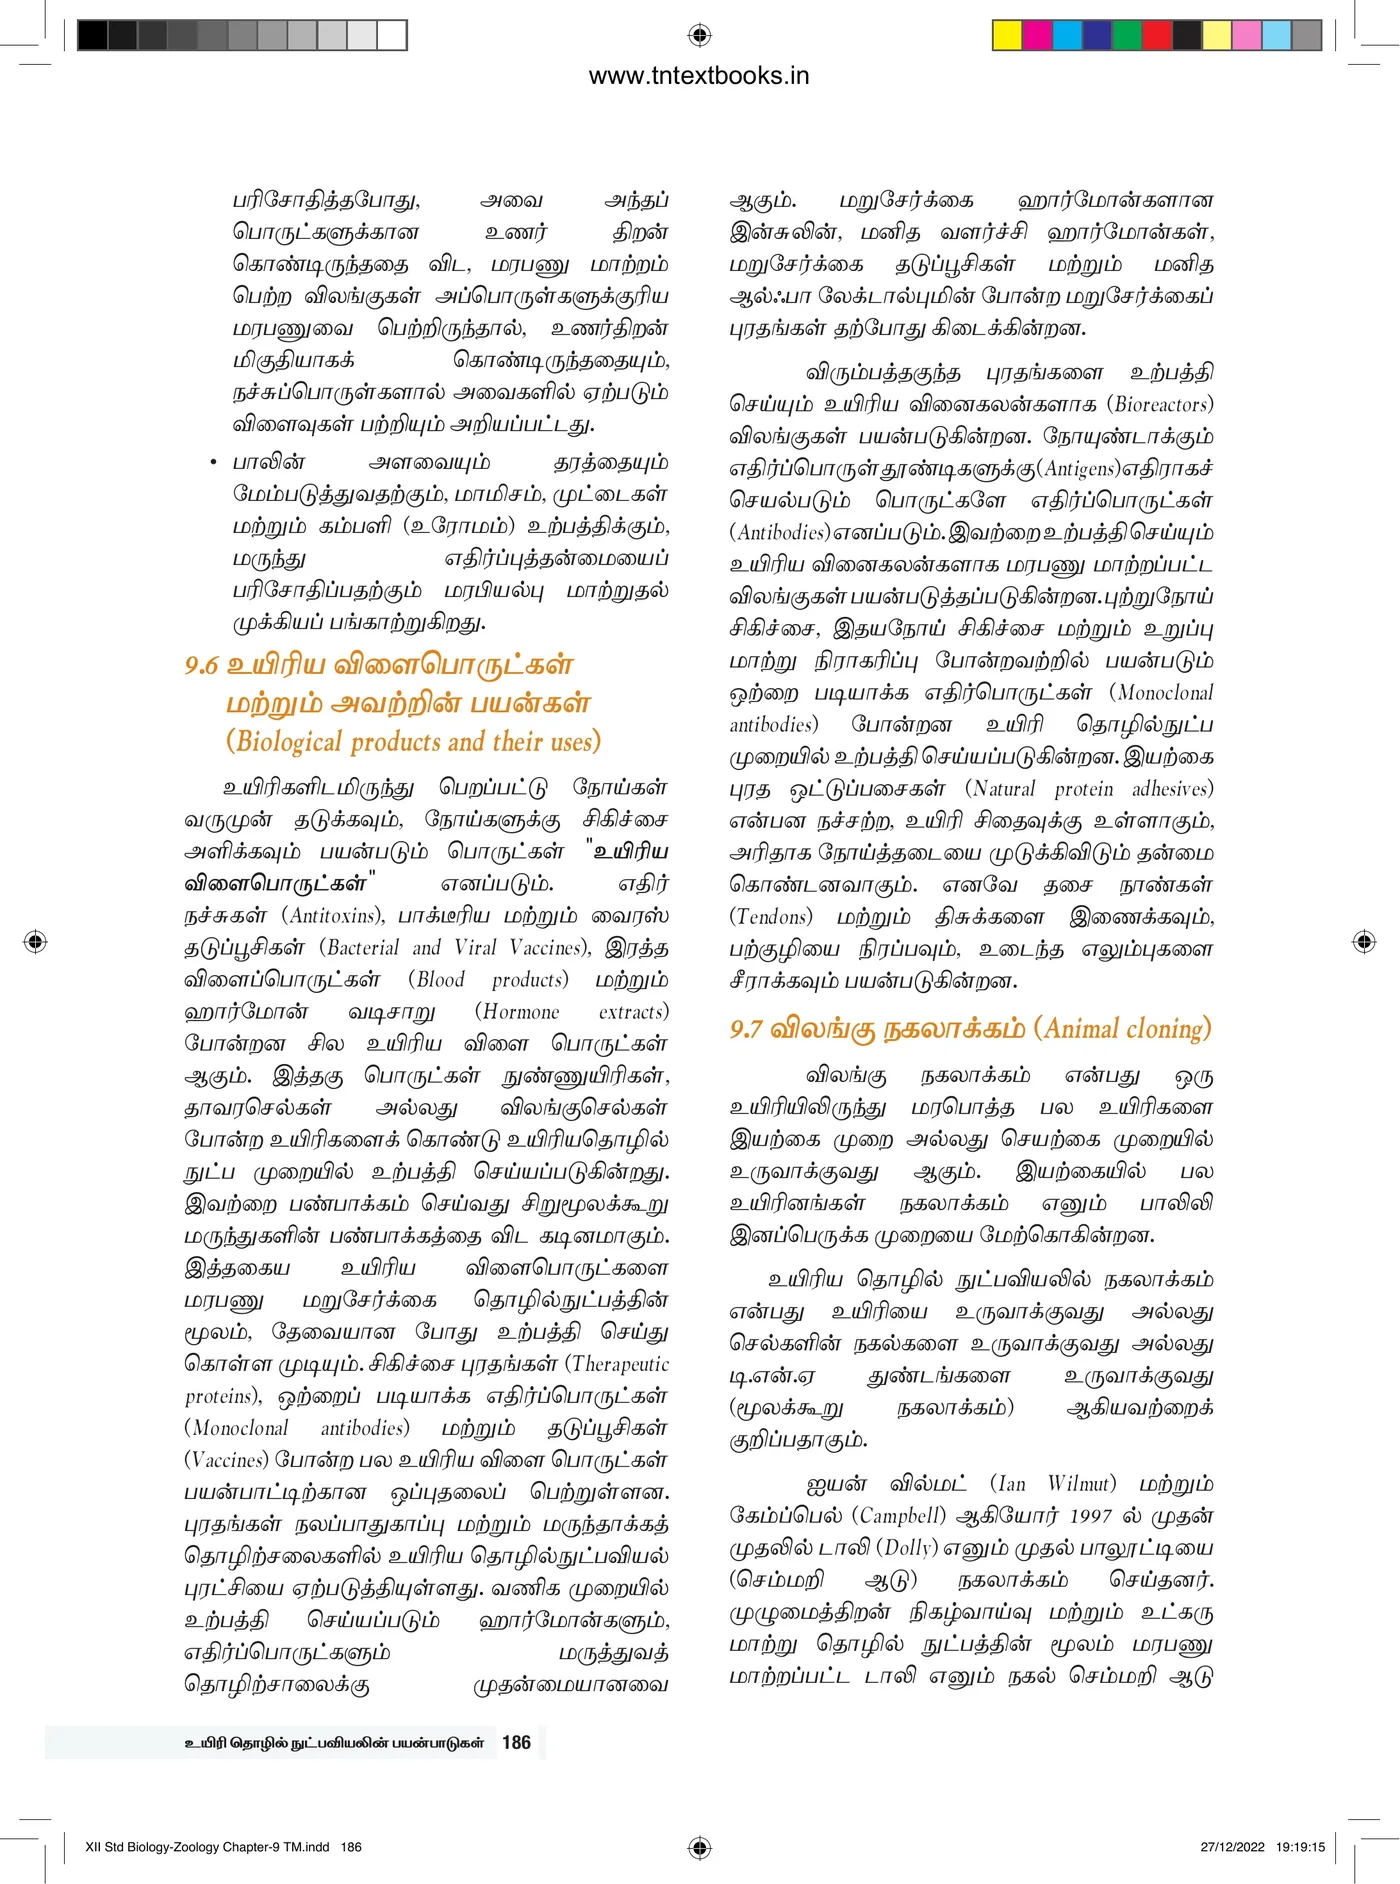 www.tntextbooks.in
பரிசோதித்தபோது, அவை அந்தப்
பொருட்களுக்கான உணர் திறன்
கொண்டிருந்ததை விட, மரபணு மாற்றம்
பெற்ற விலங்குகள் அப்பொருள்களுக்குரிய
மரபணுவை பெற்றிருந்தால், உணர்திறன்
மிகுதியாகக் கொண்டிருந்ததையும்,
நச்சுப்பொருள்களால் அவைகளில் ஏற்படும்
விளைவுகள் பற்றியும் அறியப்பட்டது.
• பாலின் அளவையும் தரத்தையும்
மேம்படுத்துவதற்கும், மாமிசம், முட்டைகள்
மற்றும் கம்பளி (உரோமம்) உற்பத்திக்கும்,
மருந்து எதிர்ப்புத்தன்மையைப்
பரிசோதிப்பதற்கும் மரபியல்பு மாற்றுதல்
முக்கியப் பங்காற்றுகிறது.
9.6 உயிரிய விளைபொருட்கள்
மற்றும் அவற்றின் பயன்கள்
(Biological products and their uses)
உயிரிகளிடமிருந்து பெறப்பட்டு நோய்கள்
வருமுன் தடுக்கவும், நோய்களுக்கு சிகிச்சை
அளிக்கவும் பயன்படும் பொருட்கள் "உயிரிய
விளைபொருட்கள்" எனப்படும். எதிர்
நச்சுகள் (Antitoxins), பாக்டீரிய மற்றும் வைரஸ்
தடுப்பூசிகள் (Bacterial and Viral Vaccines), இரத்த
விளைப்பொருட்கள் (Blood products) மற்றும்
ஹார்மோன் வடிசாறு (Hormone extracts)
போன்றன சில உயிரிய விளை பொருட்கள்
ஆகும். இத்தகு பொருட்கள் நுண்ணுயிரிகள்,
தாவரசெல்கள் அல்லது விலங்குசெல்கள்
போன்ற உயிரிகளைக் கொண்டு உயிரியதொழில்
நுட்ப முறையில் உற்பத்தி செய்யப்படுகின்றது.
இவற்றை பண்பாக்கம் செய்வது சிறுமூலக்கூறு
மருந்துகளின் பண்பாக்கத்தை விட கடினமாகும்.
இத்தகைய உயிரிய விளைபொருட்களை
மரபணு மறுசேர்க்கை தொழில்நுட்பத்தின்
மூலம், தேவையான போது உற்பத்தி செய்து
கொள்ள முடியும். சிகிச்சை புரதங்கள் (Therapeutic
proteins), ஒற்றைப் படியாக்க எதிர்ப்பொருட்கள்
(Monoclonal antibodies) மற்றும் தடுப்பூசிகள்
(Vaccines) போன்ற பல உயிரிய விளை பொருட்கள்
பயன்பாட்டிற்கான ஒப்புதலைப் பெற்றுள்ளன.
புரதங்கள் நலப்பாதுகாப்பு மற்றும் மருந்தாக்கத்
தொழிற்சலைகளில் உயிரிய தொழில்நுட்பவியல்
புரட்சியை ஏற்படுத்தியுள்ளது. வணிக முறையில்
உற்பத்தி செய்யப்படும் ஹார்மோன்களும்,
எதிர்ப்பொருட்களும் மருத்துவத்
தொழிற்சாலைக்கு முதன்மையானவை
ஆகும். மறுசேர்க்கை ஹார்மோன்களான
இன்சுலின், மனித வளர்ச்சி ஹார்மோன்கள்,
மறுசேர்க்கை தடுப்பூசிகள் மற்றும் மனித
ஆல்ஃபா லேக்டால்புமின் போன்ற மறுசேர்க்கைப்
புரதங்கள் தற்போது கிடைக்கின்றன.
விரும்பத்தகுந்த புரதங்களை உற்பத்தி
செய்யும் உயிரிய வினைகலன்களாக (Bioreactors)
விலங்குகள் பயன்படுகின்றன. நோயுண்டாக்கும்
எதிர்ப்பொருள் தூண்டிகளுக்கு (Antigens) எதிராகச்
செயல்படும் பொருட்களே எதிர்ப்பொருட்கள்
(Antibodies) எனப்படும். இவற்றை உற்பத்தி செய்யும்
உயிரிய வினைகலன்களாக மரபணு மாற்றப்பட்ட
விலங்குகள் பயன்படுத்தப்படுகின்றன. புற்றுநோய்
சிகிச்சை, இதயநோய் சிகிச்சை மற்றும் உறுப்பு
மாற்று நிராகரிப்பு போன்றவற்றில் பயன்படும்
ஒற்றை படியாக்க எதிர்பொருட்கள் (Monoclonal
antibodies) போன்றன உயிரி தொழில்நுட்ப
முறையில் உற்பத்தி செய்யப்படுகின்றன. இயற்கை
புரத ஒட்டுப்பசைகள் (Natural protein adhesives)
என்பன நச்சற்ற, உயிரி சிதைவுக்கு உள்ளாகும்,
அரிதாக நோய்த்தடையை முடுக்கிவிடும் தன்மை
கொண்டனவாகும். எனவே தசை நாண்கள்
(Tendons) மற்றும் திசுக்களை இணைக்கவும்,
பற்குழியை நிரப்பவும், உடைந்த எலும்புகளை
சீராக்கவும் பயன்படுகின்றன.
9.7 விலங்கு நகலாக்கம் (Animal cloning)
விலங்கு நகலாக்கம் என்பது ஒரு
உயிரியிலிருந்து மரபொத்த பல உயிரிகளை
இயற்கை முறை அல்லது செயற்கை முறையில்
உருவாக்குவது ஆகும். இயற்கையில் பல
உயிரினங்கள் நகலாக்கம் எனும் பாலிலி
இனப்பெருக்க முறையை மேற்கொகின்றன.
உயிரிய தொழில் நுட்பவியலில் நகலாக்கம்
என்பது உயிரியை உருவாக்குவது அல்லது
செல்களின் நகல்களை உருவாக்குவது அல்லது
டி.என்.ஏ துண்டங்களை உருவாக்குவது
(மூலக்கூறு நகலாக்கம்) ஆகியவற்றைக்
குறிப்பதாகும்.
ஐயன் வில்மட் (Ian Wilmut) மற்றும்
கேம்ப்பெல் (Campbell) ஆகியோர் 1997 ல் முதன்
முதலில் டாலி (Dolly) எனும் முதல் பாலூட்டியை
(செம்மறி ஆடு) நகலாக்கம் செய்தனர்.
முழுமைத்திறன் நிகழ்வாய்வு மற்றும் உட்கரு
மாற்று தொழில் நுட்பத்தின் மூலம் மரபணு
மாற்றப்பட்ட டாலி எனும் நகல் செம்மறி ஆடு
உயிரி தொழில் நுட்பவியலின் பயன்பாடுகள் 186
XII Std Biology-Zoology Chapter-9 TM.indd 186
27/12/2022 19:19:15